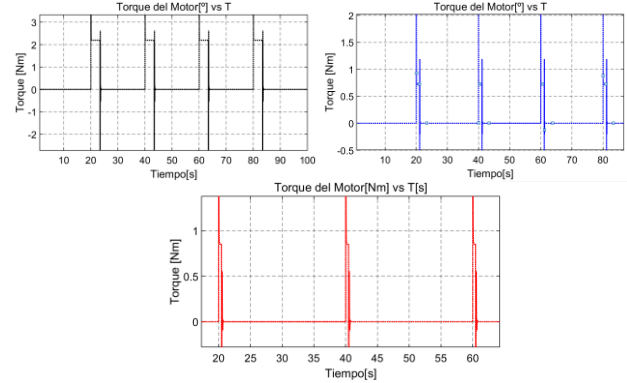 Torque del Motor[º] vs T
Torque [Nm]
3
2
1
0
-1
-2
10 20 30 40 50 60 70 80 90 100
Tiempo[s]
Torque del Motor[º] vs T
Torque [Nm]
2
1.5
1
0.5
0
-0.5
10 20 30 40 50 60 70 80
Tiempo[s]
Torque del Motor[Nm] vs T[s]
Torque [Nm]
1
0.5
0
20 25 30 35 40 45 50 55 60
Tiempo[s]